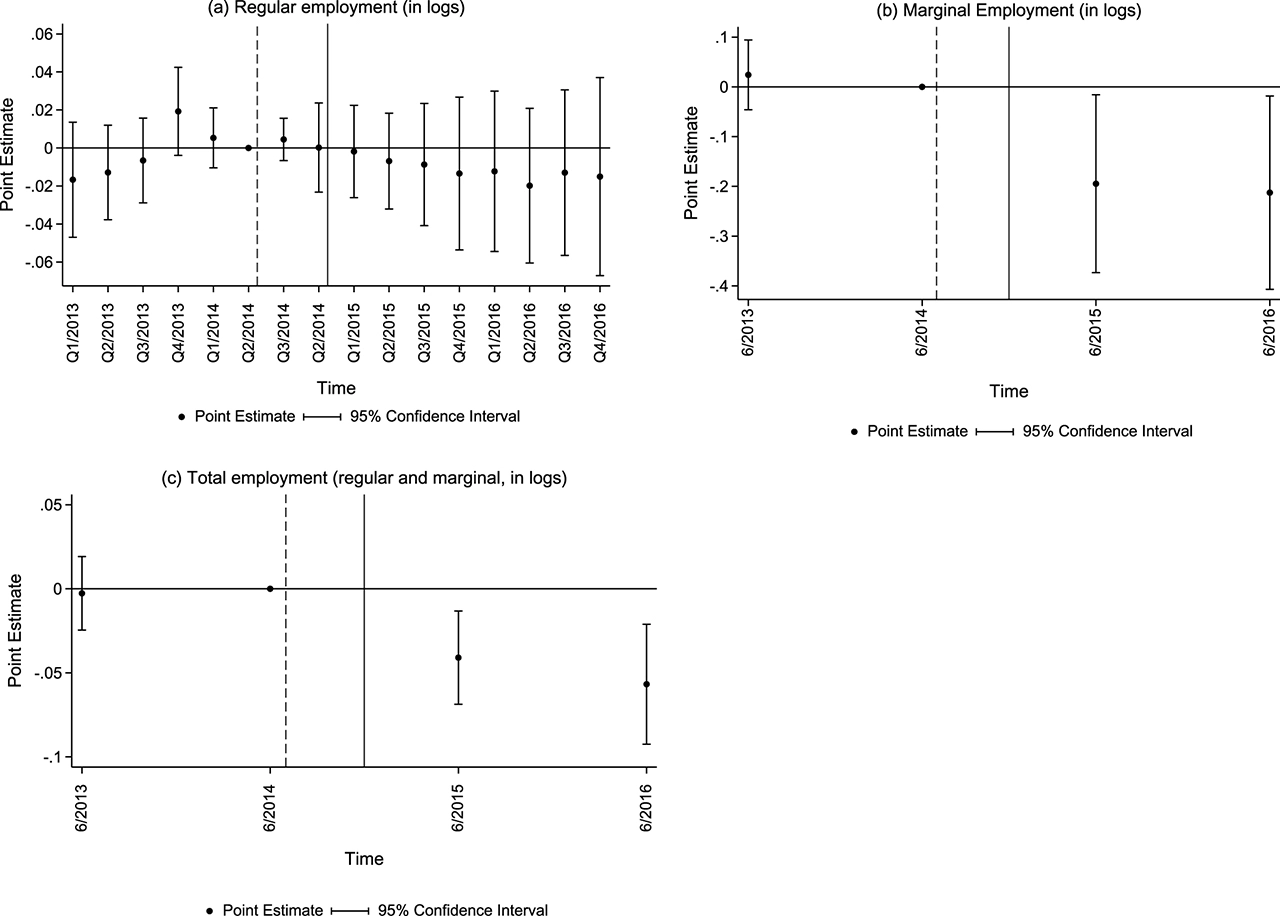 (a) Regular employment (in logs)
Point Estimate
.06
.04
.02
0
-.02
-.04
-.06
Q1/2013
Q2/2013
Q3/2013
Q4/2013
Q1/2014
Q2/2014
Q3/2014
Q2/2014
Q1/2015
Q2/2015
Q3/2015
Q4/2015
Q1/2016
Q2/2016
Q3/2016
Q4/2016
Time
Point Estimate 95% Confidence Interval
(b) Marginal Employment (in logs)
Point Estimate
.1
0
-.1
-.2
-.3
-.4
6/2013
6/2014
6/2015
6/2016
Time
Point Estimate 95% Confidence Interval
(c) Total employment (regular and marginal, in logs)
Point Estimate
.05
0
-.05
-.1
6/2013
6/2014
6/2015
6/2016
Time
Point Estimate 95% Confidence Interval